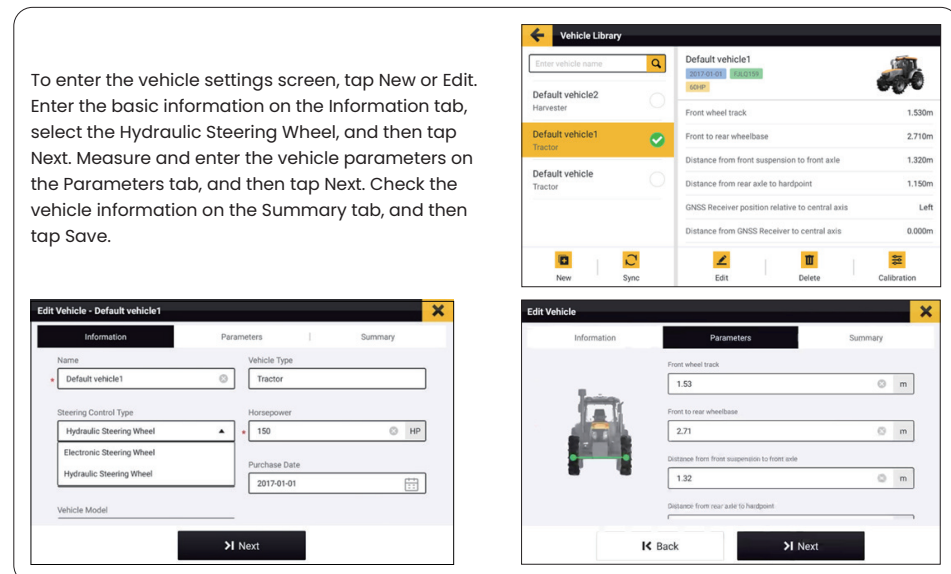 To enter the vehicle settings screen, tap New or Edit.
Enter the basic information on the Information tab,
select the Hydraulic Steering Wheel, and then tap
Next. Measure and enter the vehicle parameters on
the Parameters tab, and then tap Next. Check the
vehicle information on the Summary tab, and then
tap Save.
Vehicle Library
Enter vehicle name
Default vehicle2
Harvester
Default vehicle1
Tractor
Default vehicle
Tractor
New
Sync
Default vehicle1
2017-01-01 FJLQ159
60HP
Front wheel track 1.530m
Front to rear wheelbase 2.710m
Distance from front suspension to front axle 1.320m
Distance from rear axle to hardpoint 1.150m
GNSS Receiver position relative to central axis Left
Distance from GNSS Receiver to central axis 0.000m
Edit
Delete
Calibration
Edit Vehicle - Default vehicle1
Information Parameters Summary
Name
* Default vehicle1
Vehicle Type
Tractor
Steering Control Type
Hydraulic Steering Wheel
Electronic Steering Wheel
Hydraulic Steering Wheel
Horsepower
* 150 HP
Purchase Date
2017-01-01
Vehicle Model
Next
Edit Vehicle
Information Parameters Summary
Front wheel track
1.53 m
Front to rear wheelbase
2.71 m
Distance from front suspension to front axle
1.32 m
Distance from rear axle to hardpoint
Back
Next